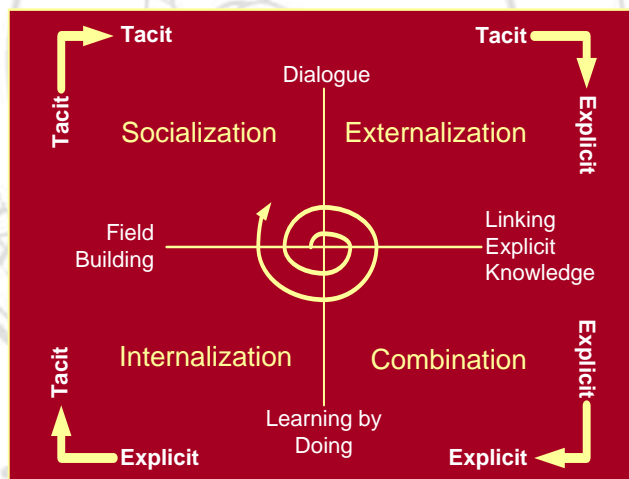 Tacit
Tacit
Dialogue
Tacit
Explicit
Socialization
Externalization
Field
Building
Linking
Explicit
Knowledge
Internalization
Combination
Tacit
Explicit
Learning by
Doing
Explicit
Explicit